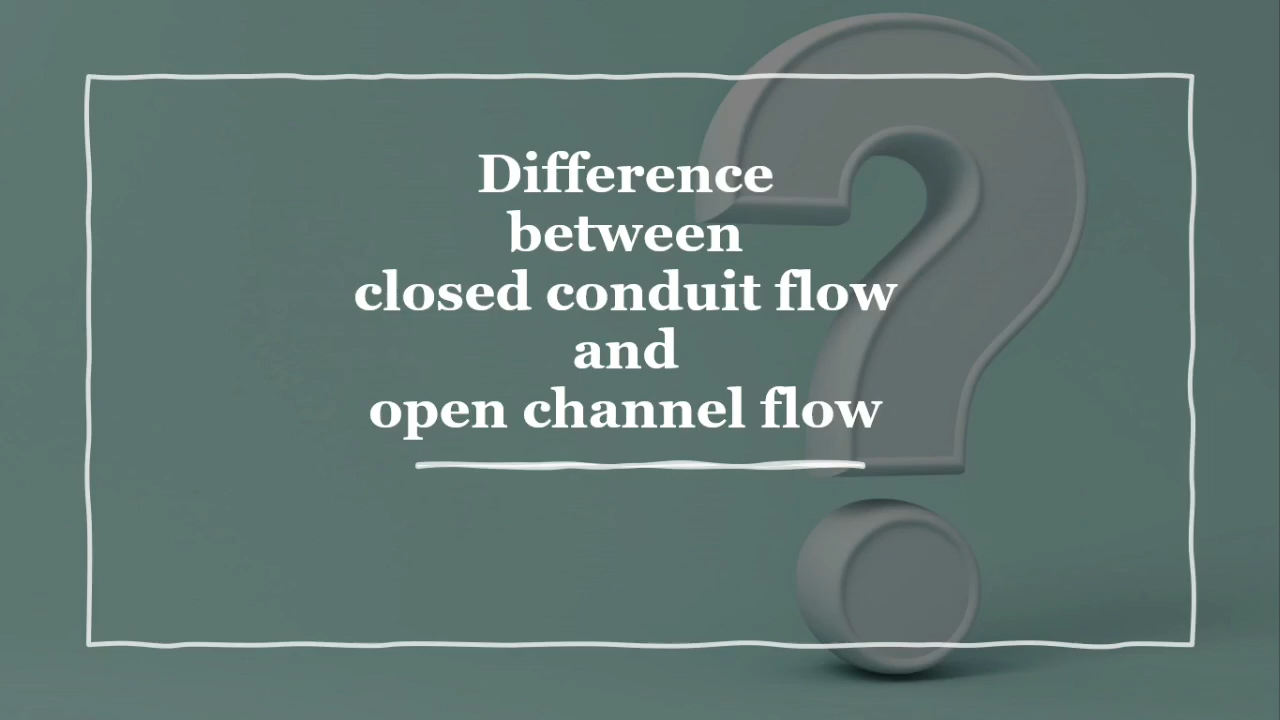 Difference
between
closed conduit flow
and
open channel flow